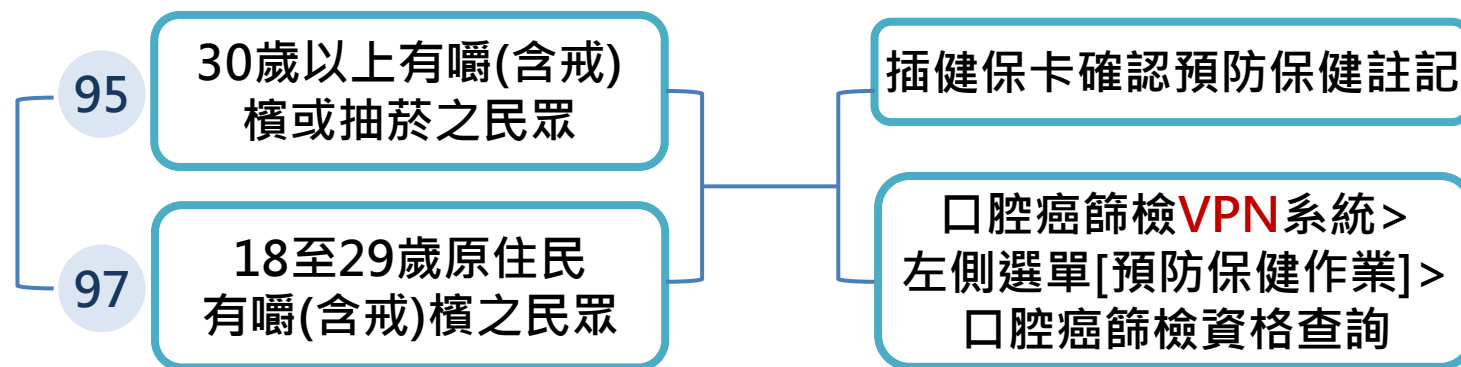 95
30歲以上有嚼(含戒)
檳或抽菸之民眾
97
18至29歲原住民
有嚼(含戒)檳之民眾
插健保卡確認預防保健註記
口腔癌篩檢VPN系統>
左側選單[預防保健作業]>
口腔癌篩檢資格查詢